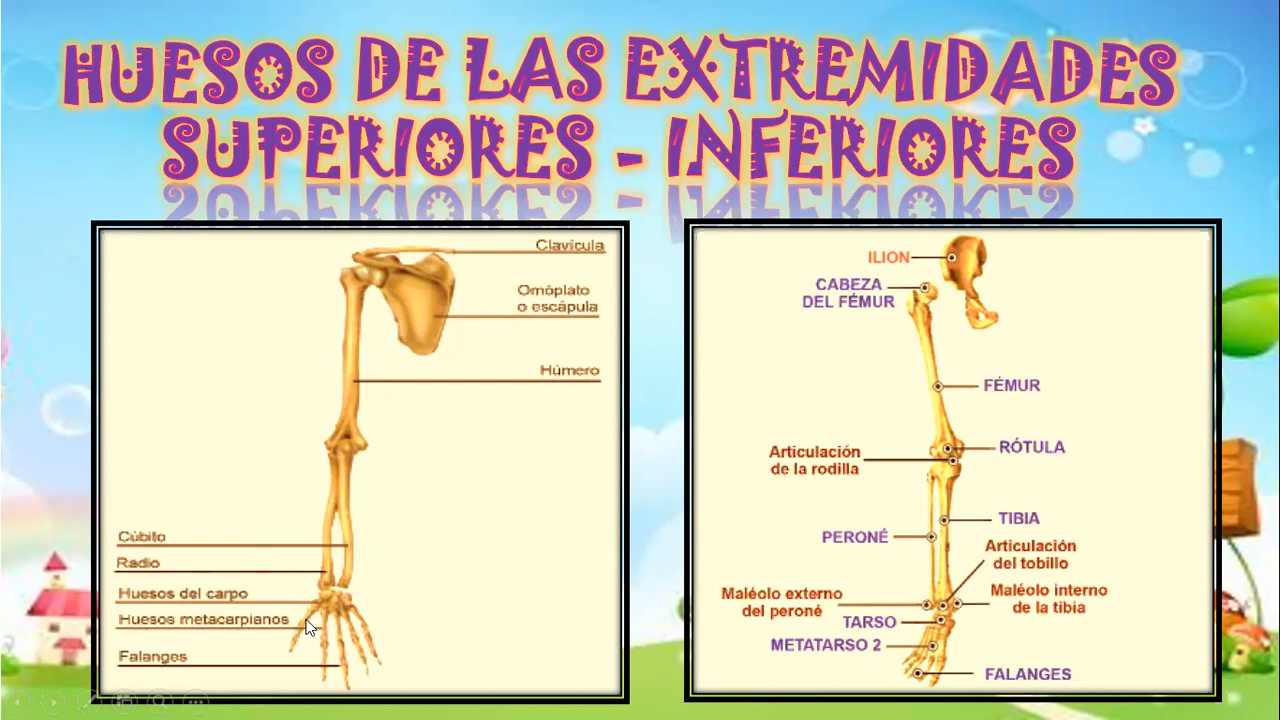 HUESOS DE LAS EXTREMIDADES
SUPERIORES - INFERIORES
Clavícula
Omóplato
o escápula
Húmero
Cúbito
Radio
Huesos del carpo
Huesos metacarpianos
Falanges
ILION
CABEZA
DEL FÉMUR
FÉMUR
RÓTULA
Articulación
de la rodilla
TIBIA
PERONÉ
Articulación
del tobillo
Maléolo externo
del peroné
Maléolo interno
de la tibia
TARSO
METATARSO 2
FALANGES